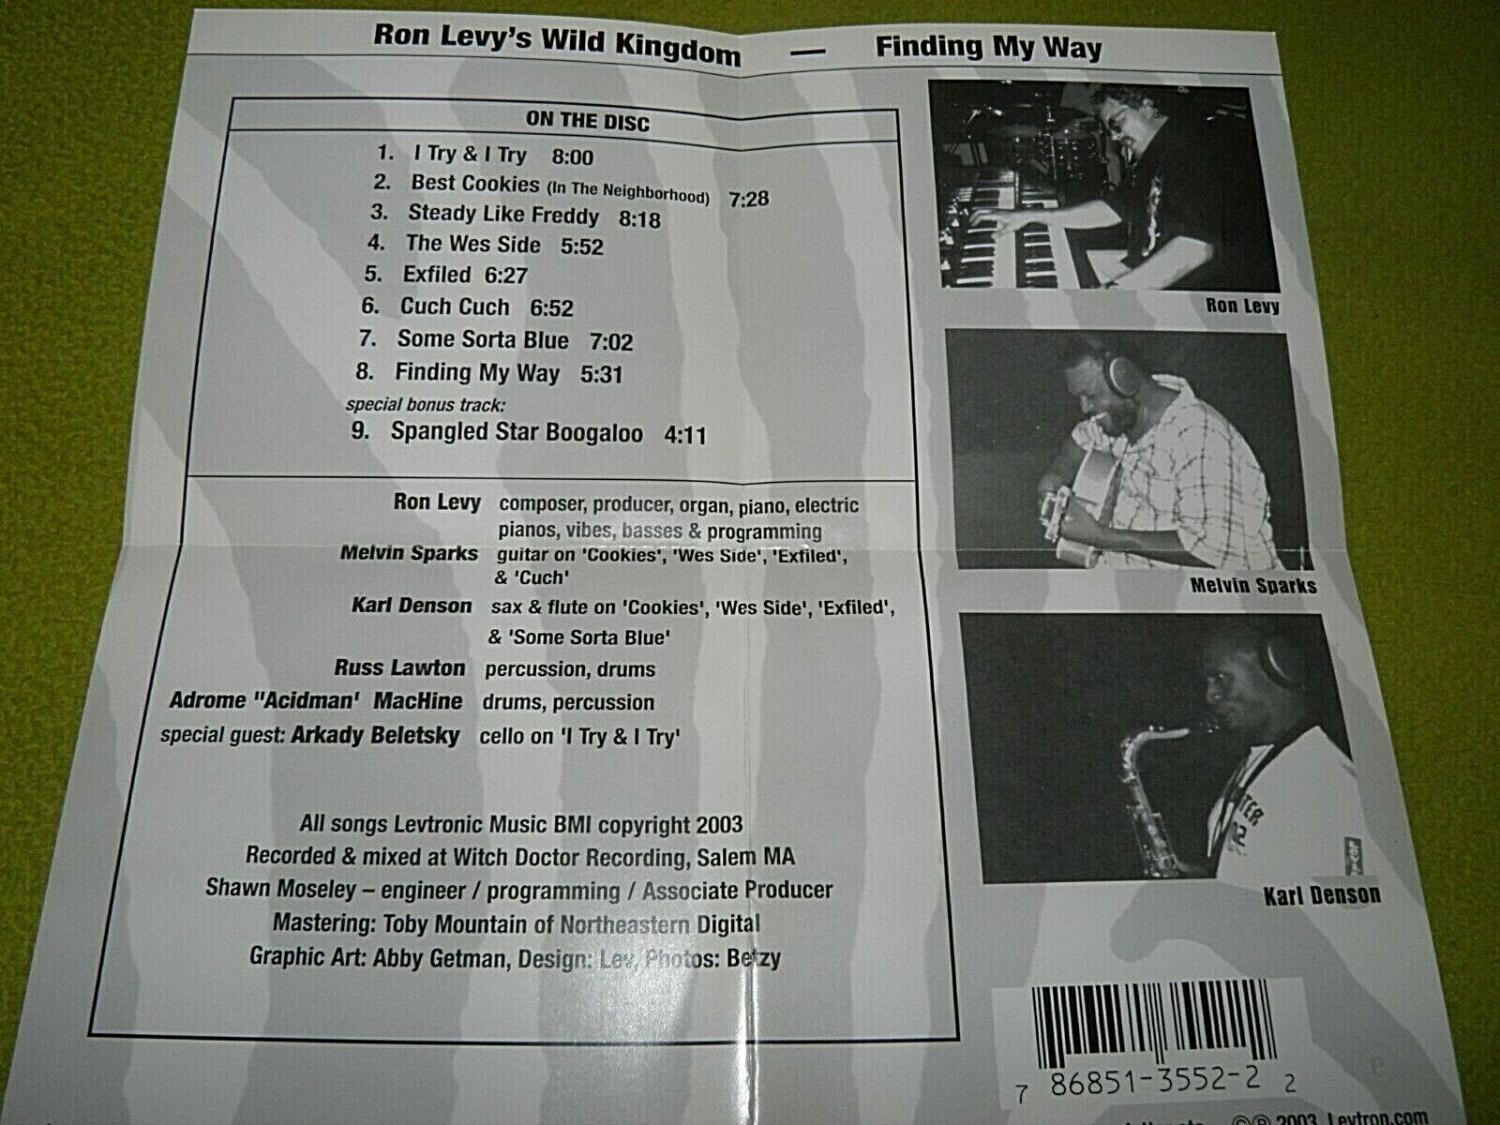 Ron Levy's Wild Kingdom — Finding My Way
ON THE DISC
1. I Try & I Try 8:00
2. Best Cookies (In The Neighborhood) 7:28
3. Steady Like Freddy 8:18
4. The Wes Side 5:52
5. Exfiled 6:27
6. Cuch Cuch 6:52
7. Some Sorta Blue 7:02
8. Finding My Way 5:31
special bonus track:
9. Spangled Star Boogaloo 4:11
Ron Levy composer, producer, organ, piano, electric
pianos, vibes, basses & programming
Melvin Sparks guitar on 'Cookies', 'Wes Side', 'Exfiled',
& 'Cuch'
Karl Denson sax & flute on 'Cookies', 'Wes Side', 'Exfiled',
& 'Some Sorta Blue'
Russ Lawton percussion, drums
Adrome "Acidman' MacHine drums, percussion
special guest: Arkady Beletsky cello on 'I Try & I Try'
All songs Levtronic Music BMI copyright 2003
Recorded & mixed at Witch Doctor Recording, Salem MA
Shawn Moseley – engineer / programming / Associate Producer
Mastering: Toby Mountain of Northeastern Digital
Graphic Art: Abby Getman, Design: Lev, Photos: Betzy
Ron Levy
Melvin Sparks
Karl Denson
7 86851-3552-2 2
©℗ 2003 Levtron.com